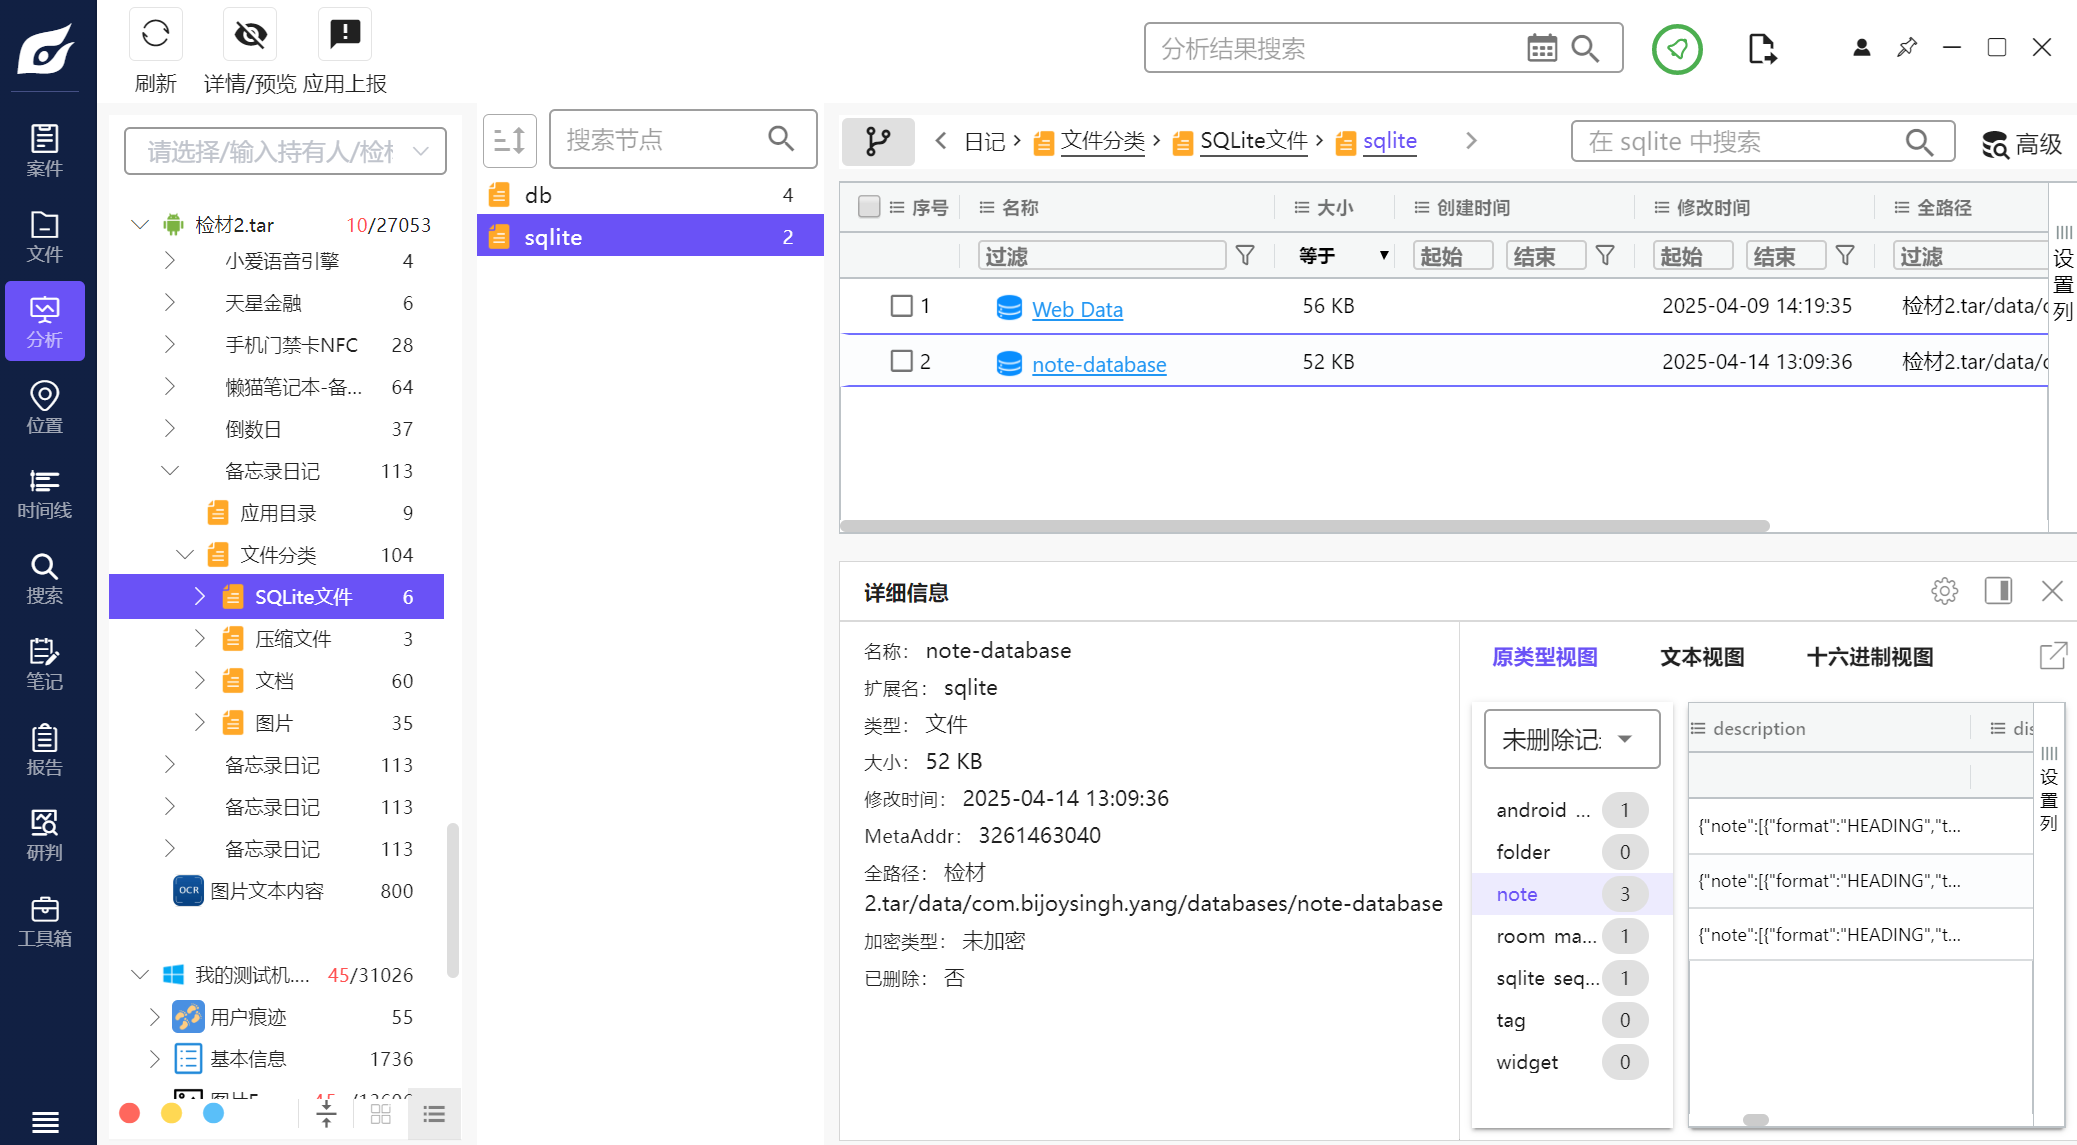 刷新
详情/预览
应用上报
分析结果搜索
案件
文件
分析
位置
时间线
搜索
笔记
报告
研判
工具箱
请选择/输入持有人/检
检材2.tar 10/27053
小爱语音引擎 4
天星金融 6
手机门禁卡NFC 28
懒猫笔记本-备... 64
倒数日 37
备忘录日记 113
应用目录 9
文件分类 104
SQLite文件 6
压缩文件 3
文档 60
图片 35
备忘录日记 113
备忘录日记 113
备忘录日记 113
OCR 图片文本内容 800
我的测试机.... 45/31026
用户痕迹 55
基本信息 1736
搜索节点
db 4
sqlite 2
日记 文件分类 SQLite文件 sqlite
在 sqlite 中搜索
高级
序号 名称 大小 创建时间 修改时间 全路径
过滤 等于 起始 结束 起始 结束 过滤
1 Web Data 56 KB 2025-04-09 14:19:35 检材2.tar/data/c
2 note-database 52 KB 2025-04-14 13:09:36 检材2.tar/data/c
设置列
详细信息
名称： note-database
扩展名： sqlite
类型： 文件
大小： 52 KB
修改时间： 2025-04-14 13:09:36
MetaAddr： 3261463040
全路径： 检材
2.tar/data/com.bijoysingh.yang/databases/note-database
加密类型： 未加密
已删除： 否
原类型视图 文本视图 十六进制视图
未删除记
android ... 1
folder 0
note 3
room ma... 1
sqlite seq... 1
tag 0
widget 0
description dis
{"note":[{"format":"HEADING","t...
{"note":[{"format":"HEADING","t...
{"note":[{"format":"HEADING","t...
设置列